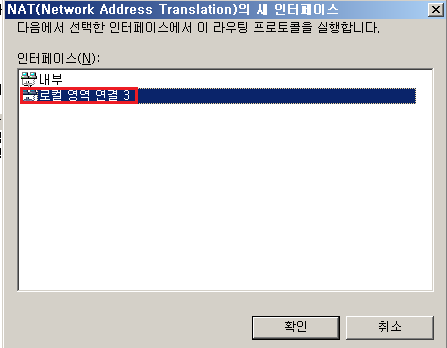 NAT(Network Address Translation)의 새 인터페이스
다음에서 선택한 인터페이스에서 이 라우팅 프로토콜을 실행합니다.
인터페이스(N):
내부
로컬 영역 연결 3
확인
취소